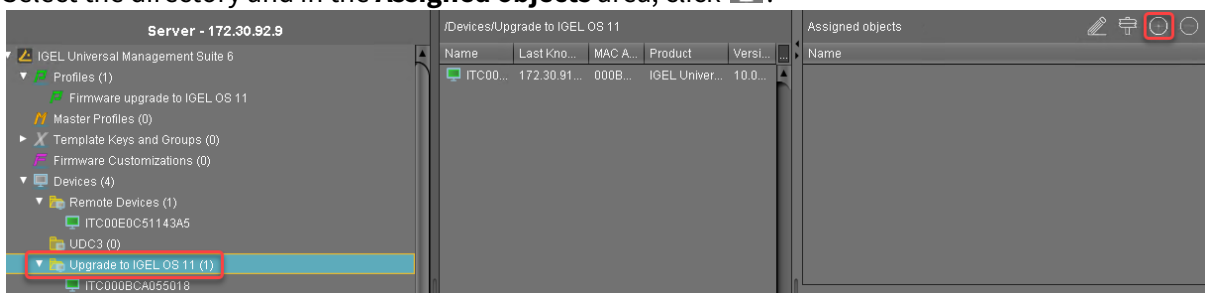 Select the directory and in the Assigned objects area, click
Server - 172.30.92.9
IGEL Universal Management Suite 6
Profiles (1)
Firmware upgrade to IGEL OS 11
Master Profiles (0)
Template Keys and Groups (0)
Firmware Customizations (0)
Devices (4)
Remote Devices (1)
ITC00E0C51143A5
UDC3 (0)
Upgrade to IGEL OS 11 (1)
ITC000BCA055018
/Devices/Upgrade to IGEL OS 11
Name Last Kno... MAC A... Product Versi... ...
ITC00... 172.30.91... 000B... IGEL Univer... 10.0...
Assigned objects
Name